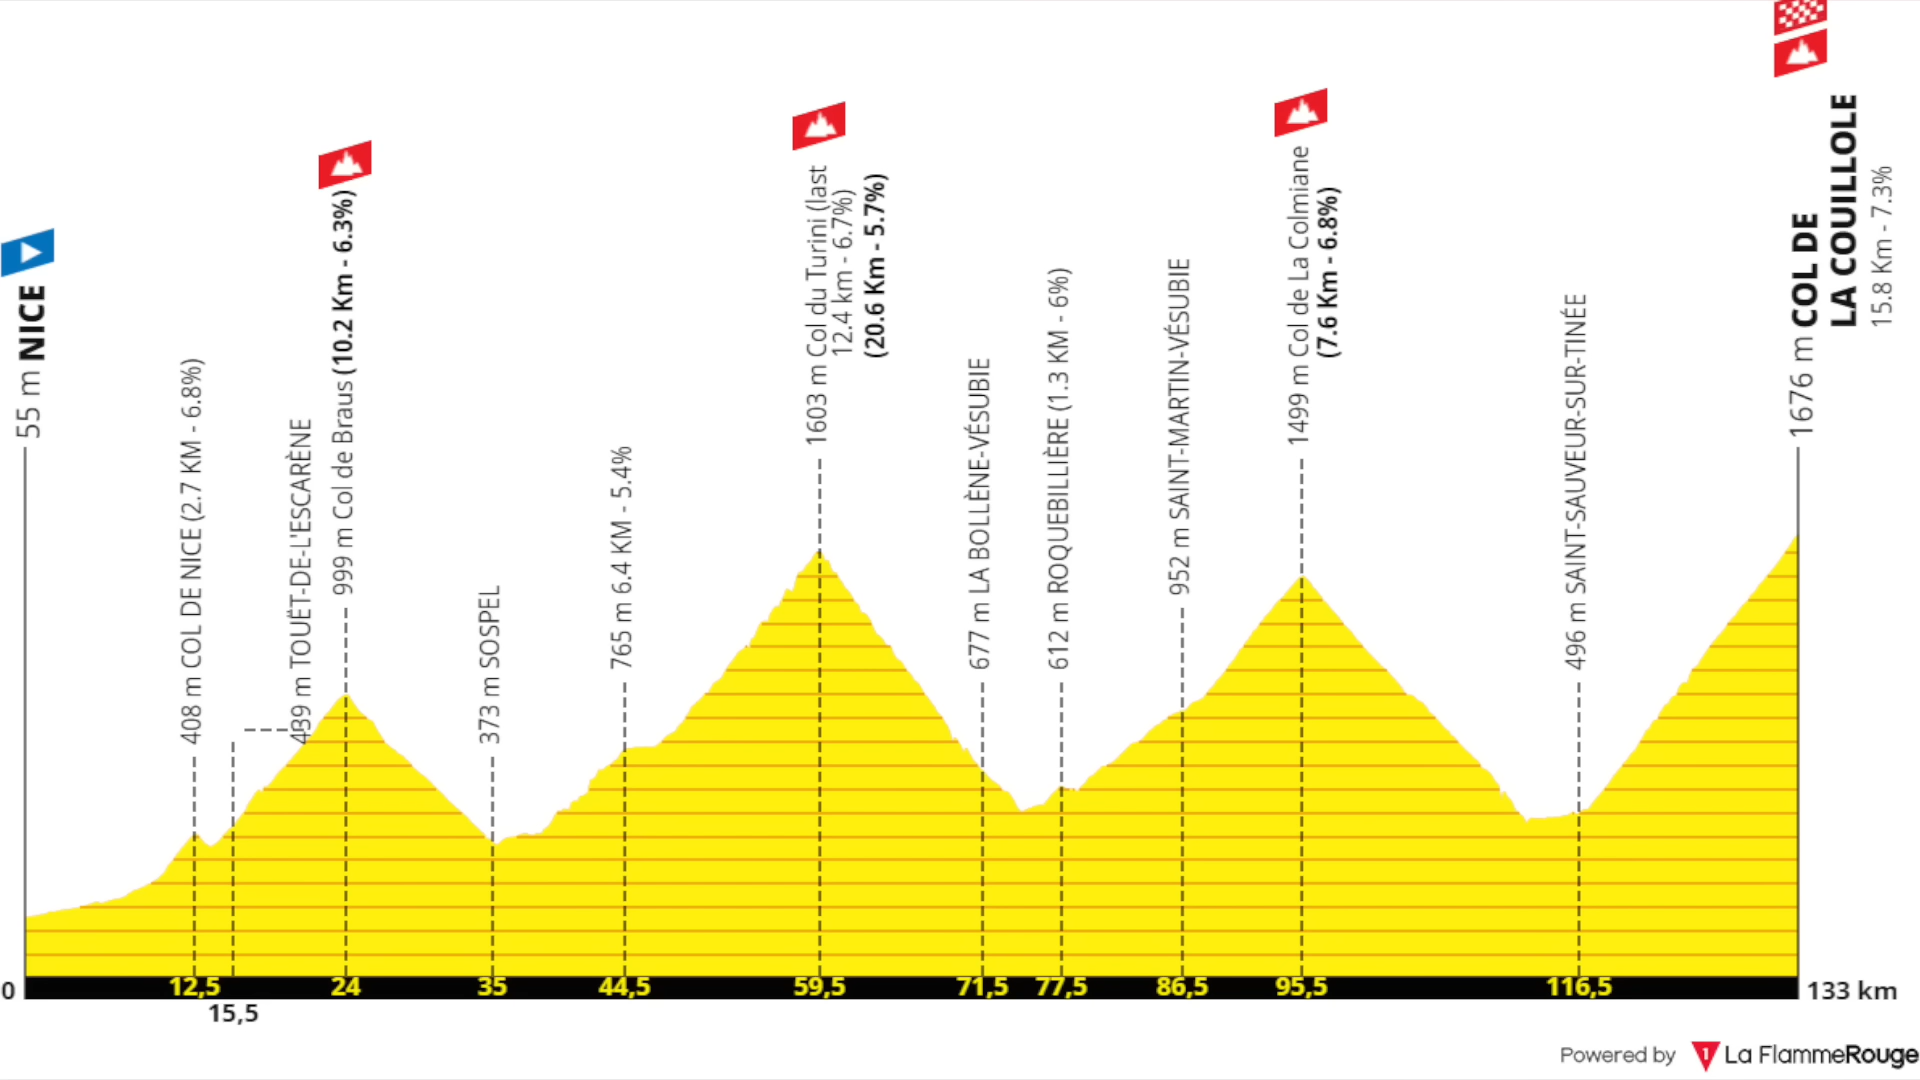 55 m NICE
408 m COL DE NICE (2.7 KM - 6.8%)
439 m TOUËT-DE-L'ESCARÈNE
999 m Col de Braus (10.2 Km - 6.3%)
373 m SOSPEL
765 m 6.4 KM - 5.4%
1603 m Col du Turini (last
12.4 km - 6.7%)
(20.6 Km - 5.7%)
677 m LA BOLLÈNE-VÉSUBIE
612 m ROQUEBILLIÈRE (1.3 KM - 6%)
952 m SAINT-MARTIN-VÉSUBIE
1499 m Col de La Colmiane
(7.6 Km - 6.8%)
496 m SAINT-SAUVEUR-SUR-TINÉE
1676 m COL DE
LA COUILLOLE
15.8 Km - 7.3%
0 12,5 24 35 44,5 59,5 71,5 77,5 86,5 95,5 116,5 133 km
15,5
Powered by 1 La FlammeRouge